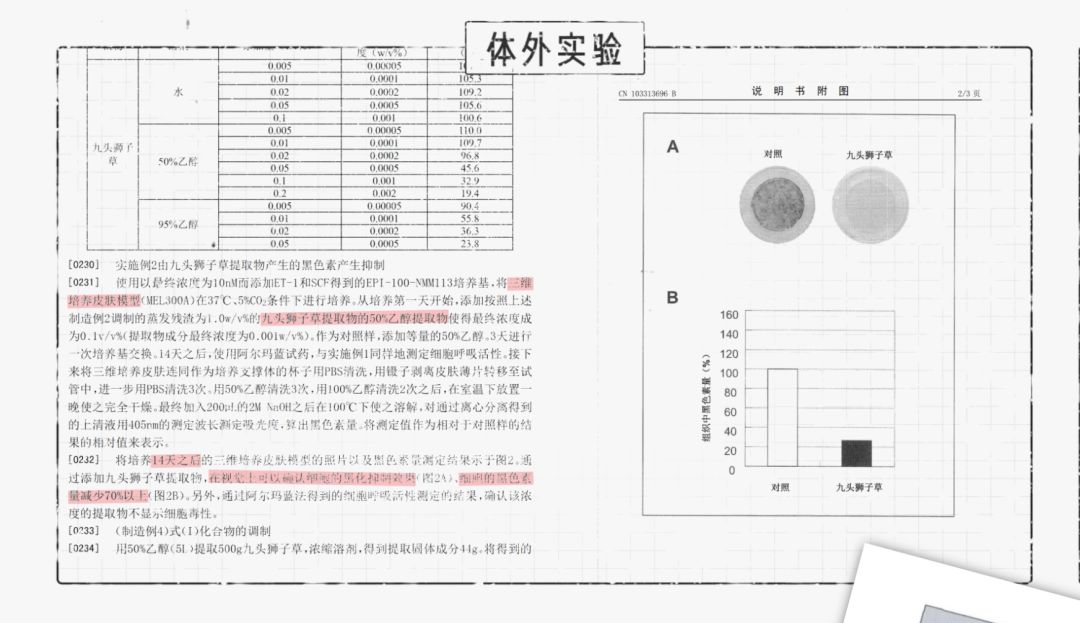 体外实验
度(w/v%)
0.005 0.00005
0.01 0.0001 105.3
0.02 0.0002 109.2
0.05 0.0005 105.6
0.1 0.001 100.6
水
0.005 0.00005 110.0
0.01 0.0001 109.7
0.02 0.0002 96.8
0.05 0.0005 45.6
0.1 0.001 32.9
0.2 0.002 19.4
九头狮子
草
50%乙醇
0.005 0.00005 90.4
0.01 0.0001 55.8
0.02 0.0002 36.3
0.05 0.0005 23.8
95%乙醇
[0230] 实施例2由九头狮子草提取物产生的黑色素产生抑制
[0231] 使用以最终浓度为10nM而添加ET-1和SCF得到的EPI-100-NMM113培养基,将三维
培养皮肤模型(MEL300A)在37℃、5%CO₂条件下进行培养。从培养第一天开始,添加按照上述
制造例2调制的蒸发残渣为1.0w/v%的九头狮子草提取物的50%乙醇提取物使得最终浓度成
为0.1v/v%(提取物成分最终浓度为0.001w/v%)。作为对照样,添加等量的50%乙醇。3天进行
一次培养基交换。14天之后,使用阿尔玛蓝试药,与实施例1同样地测定细胞呼吸活性。接下
来将三维培养皮肤连同作为培养支撑体的杯子用PBS清洗,用镊子剥离皮肤薄片转移至试
管中,进一步用PBS清洗3次。用50%乙醇清洗3次,用100%乙醇清洗2次之后,在室温下放置一
晚使之完全干燥。最终加入200μL的2M NaOH之后在100℃下使之溶解,对通过离心分离得到
的上清液用405nm的测定波长测定吸光度,算出黑色素量。将测定值作为相对于对照样的结
果的相对值来表示。
[0232] 将培养14天之后的三维培养皮肤模型的照片以及黑色素量测定结果示于图2。通
过添加九头狮子草提取物,在视觉上可以确认细胞的黑化抑制效果(图2A)、细胞的黑色素
量减少70%以上(图2B)。另外,通过阿尔玛蓝法得到的细胞呼吸活性测定的结果,确认该浓
度的提取物不显示细胞毒性。
[0233] (制造例4)式(I)化合物的调制
[0234] 用50%乙醇(5L)提取500g九头狮子草,浓缩溶剂,得到提取固体成分44g。将得到的
CN 103313696 B 说明书附图 2/3 页
A
对照 九头狮子草
B
组织中黑色素量(%)
160
140
120
100
80
60
40
20
0
对照 九头狮子草